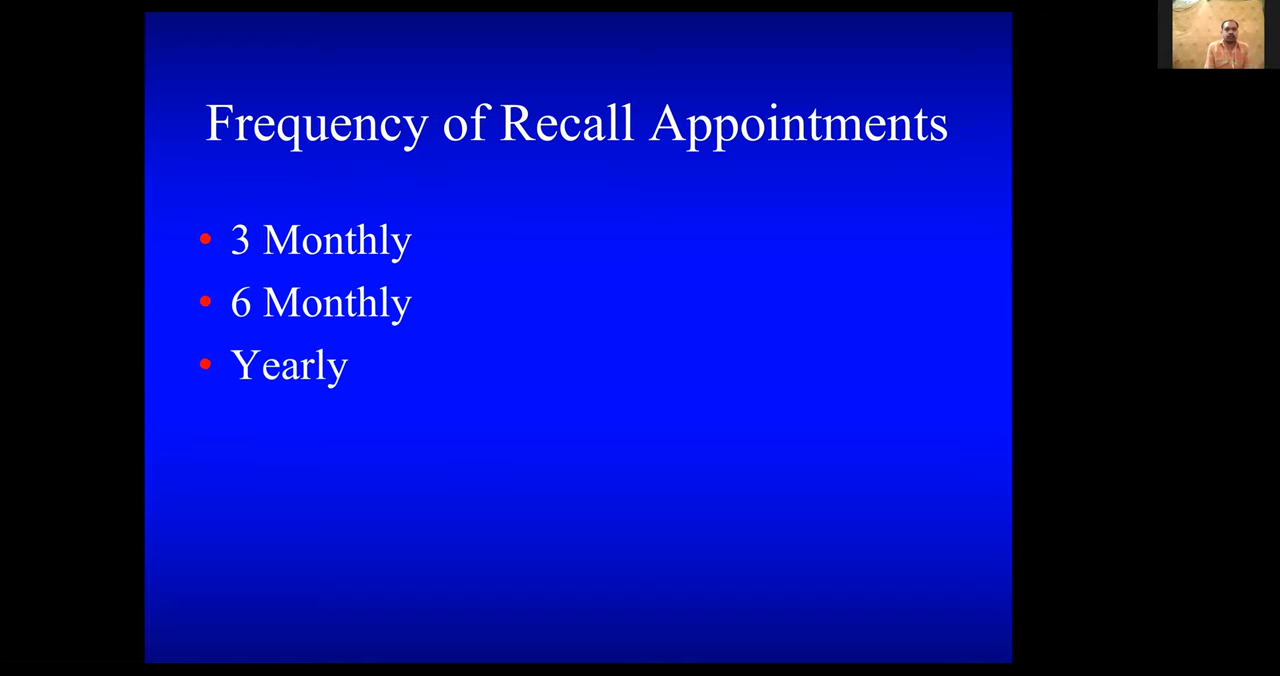 Frequency of Recall Appointments
• 3 Monthly
• 6 Monthly
• Yearly